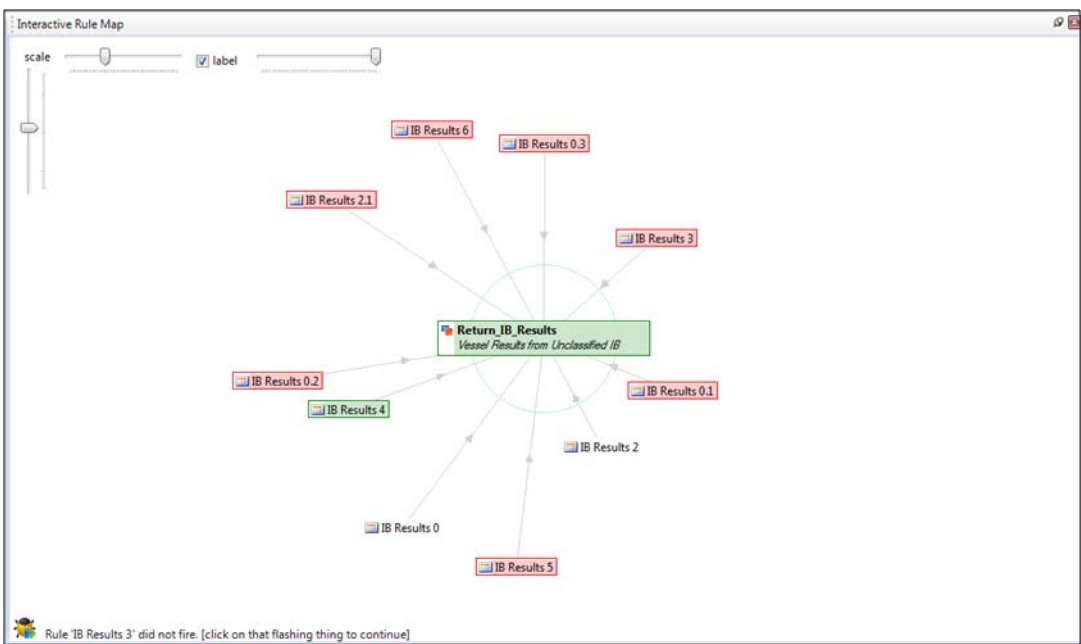 Interactive Rule Map
scale
label
IB Results 6
IB Results 0.3
IB Results 2.1
IB Results 3
Return_IB_Results
Vessel Results from Unclassified IB
IB Results 0.2
IB Results 4
IB Results 0.1
IB Results 2
IB Results 0
IB Results 5
Rule 'IB Results 3' did not fire. [click on that flashing thing to continue]